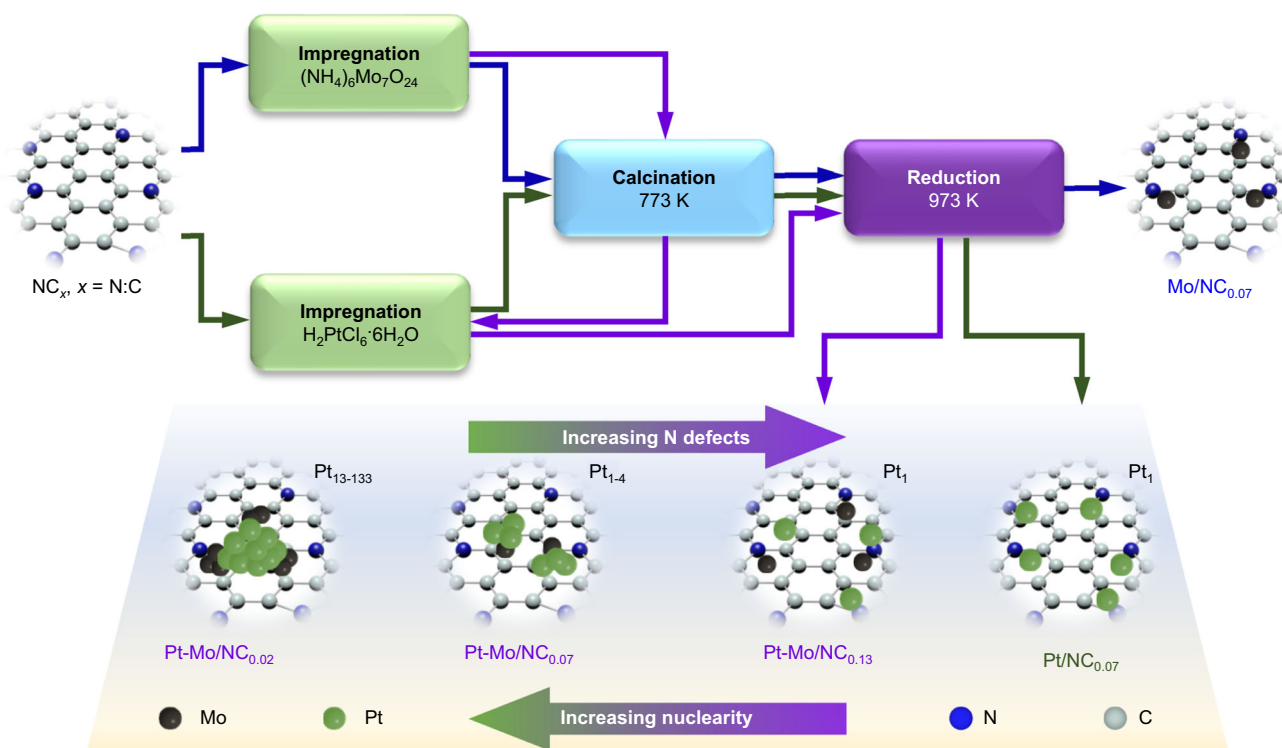 Impregnation
(NH₄)₆Mo₇O₂₄
Calcination
773 K
Reduction
973 K
NCₓ, x = N:C
Impregnation
H₂PtCl₆·6H₂O
Mo/NC₀.₀₇
Increasing N defects
Pt₁₃₋₁₃₃
Pt₁₋₄
Pt₁
Pt₁
Pt-Mo/NC₀.₀₂
Pt-Mo/NC₀.₀₇
Pt-Mo/NC₀.₁₃
Pt/NC₀.₀₇
Mo
Pt
Increasing nuclearity
N
C